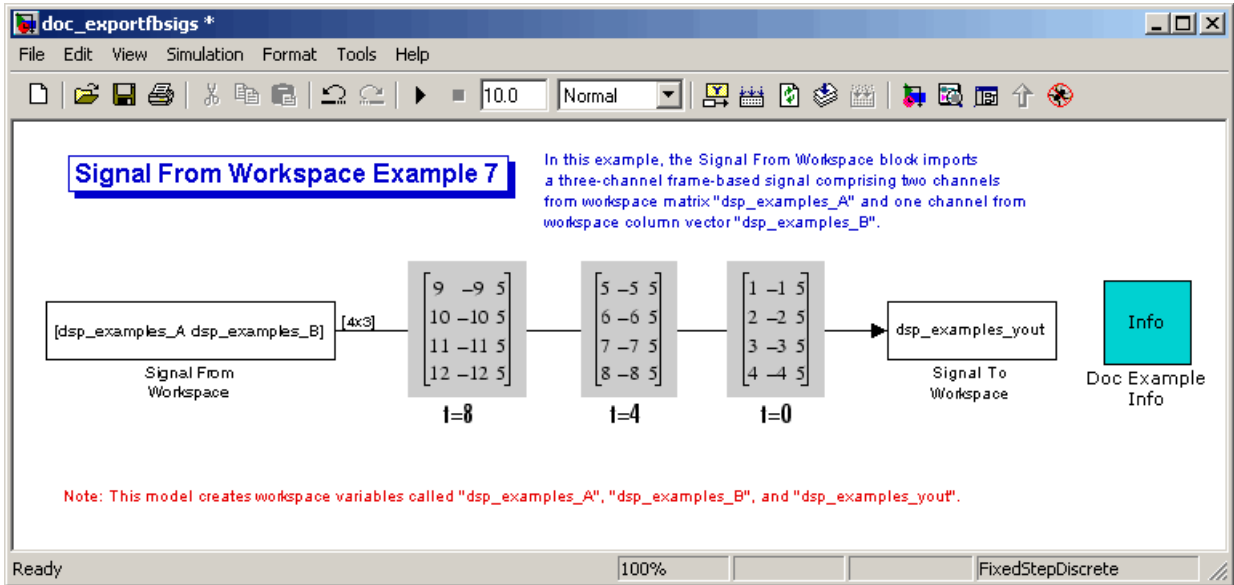 doc_exportfbsigs *
File Edit View Simulation Format Tools Help
10.0 Normal
Signal From Workspace Example 7
In this example, the Signal From Workspace block imports
a three-channel frame-based signal comprising two channels
from workspace matrix "dsp_examples_A" and one channel from
workspace column vector "dsp_examples_B".
[dsp_examples_A dsp_examples_B]
[4x3]
Signal From
Workspace
9 –9 5
10 –10 5
11 –11 5
12 –12 5
t=8
5 –5 5
6 –6 5
7 –7 5
8 –8 5
t=4
1 –1 5
2 –2 5
3 –3 5
4 –4 5
t=0
dsp_examples_yout
Signal To
Workspace
Info
Doc Example
Info
Note: This model creates workspace variables called "dsp_examples_A", "dsp_examples_B", and "dsp_examples_yout".
Ready 100% FixedStepDiscrete